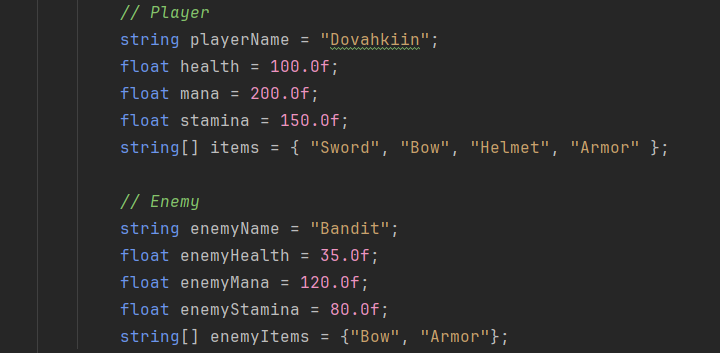 // Player
string playerName = "Dovahkiin";
float health = 100.0f;
float mana = 200.0f;
float stamina = 150.0f;
string[] items = { "Sword", "Bow", "Helmet", "Armor" };
// Enemy
string enemyName = "Bandit";
float enemyHealth = 35.0f;
float enemyMana = 120.0f;
float enemyStamina = 80.0f;
string[] enemyItems = {"Bow", "Armor"};